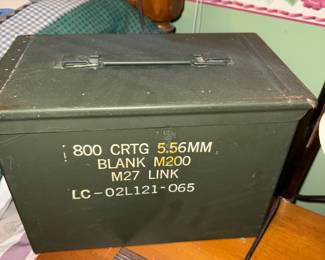 800 CRTG 5.56MM
BLANK M200
M27 LINK
LC-02L121-065